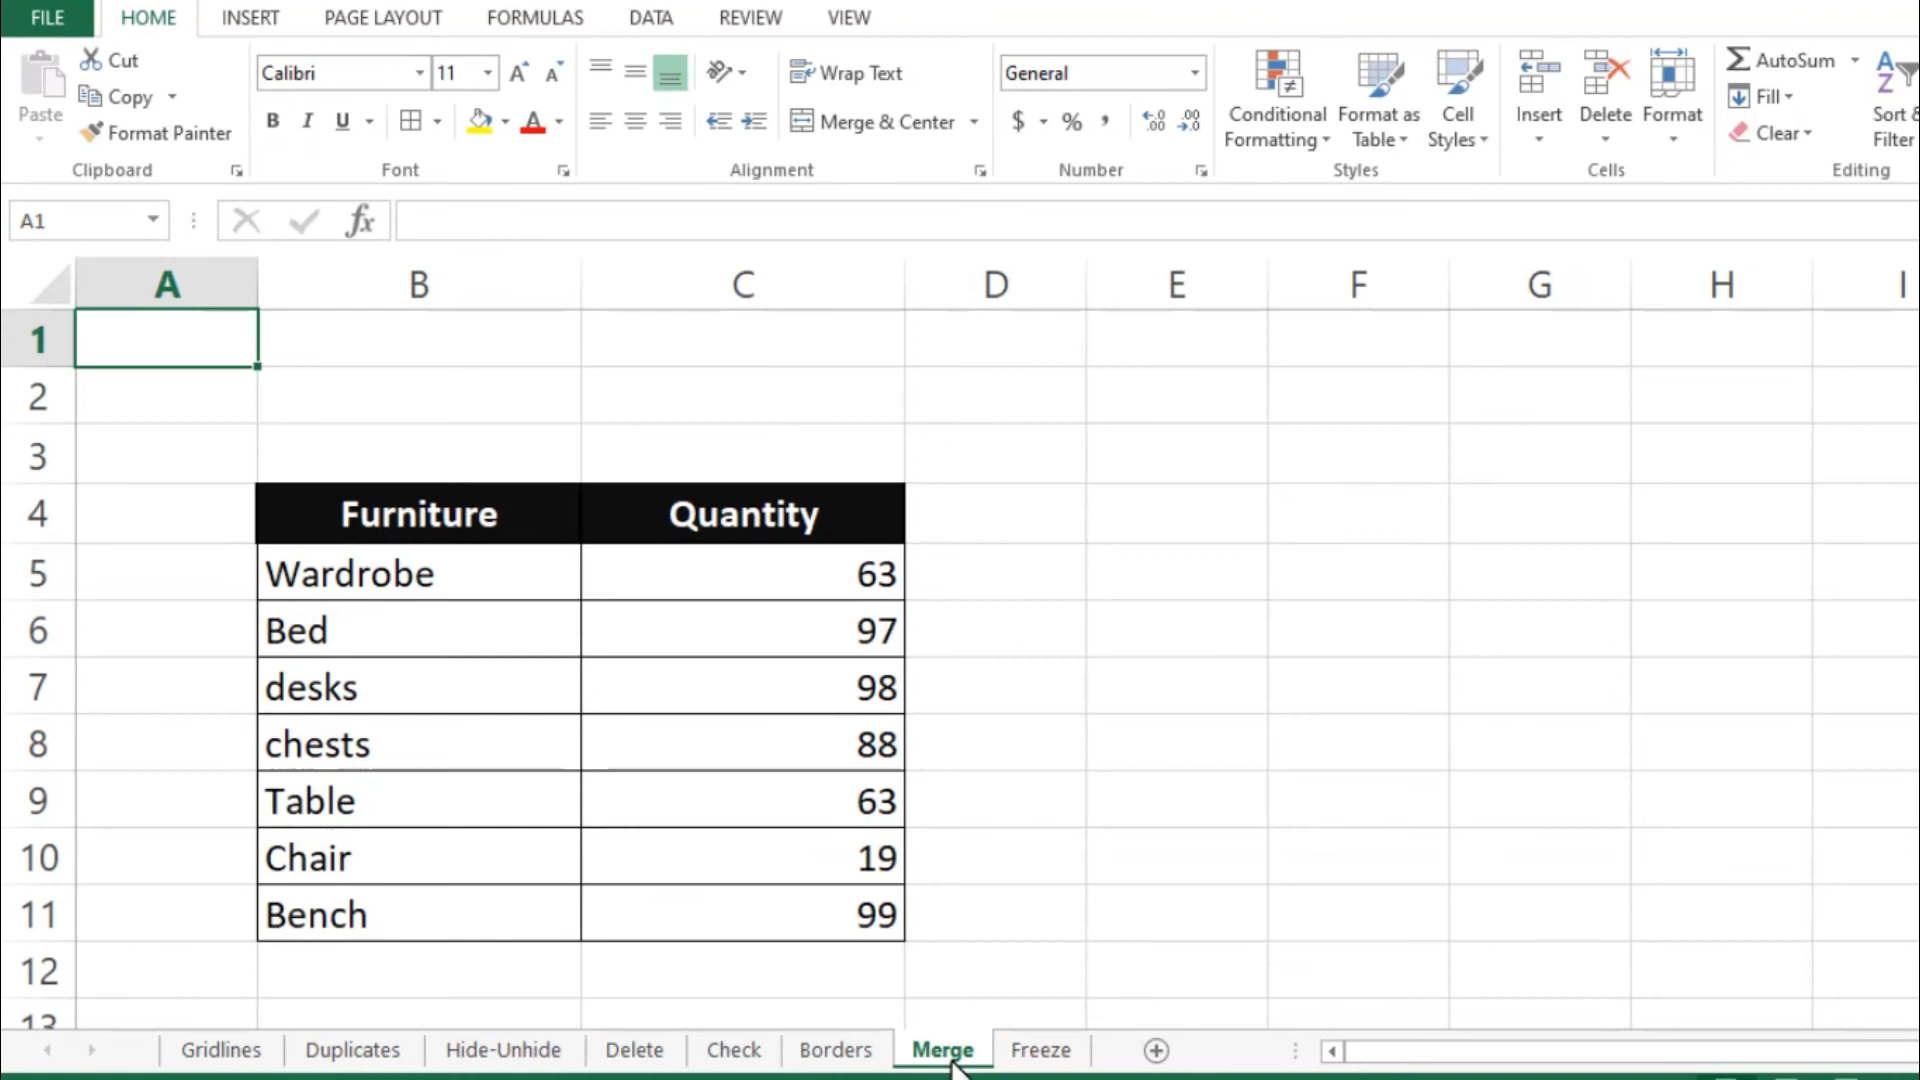 FILE HOME INSERT PAGE LAYOUT FORMULAS DATA REVIEW VIEW
Cut
Copy
Format Painter
Paste
Clipboard
Calibri 11
B I U A
Font
Wrap Text
Merge & Center
Alignment
General
$ % ,
Number
Conditional Formatting
Format as Table
Cell Styles
Styles
Insert Delete Format
Cells
AutoSum
Fill
Clear
Sort &
Filter
Editing
A1 fx
A B C D E F G H I
1
2
3
4 Furniture Quantity
5 Wardrobe 63
6 Bed 97
7 desks 98
8 chests 88
9 Table 63
10 Chair 19
11 Bench 99
12
13
Gridlines Duplicates Hide-Unhide Delete Check Borders Merge Freeze